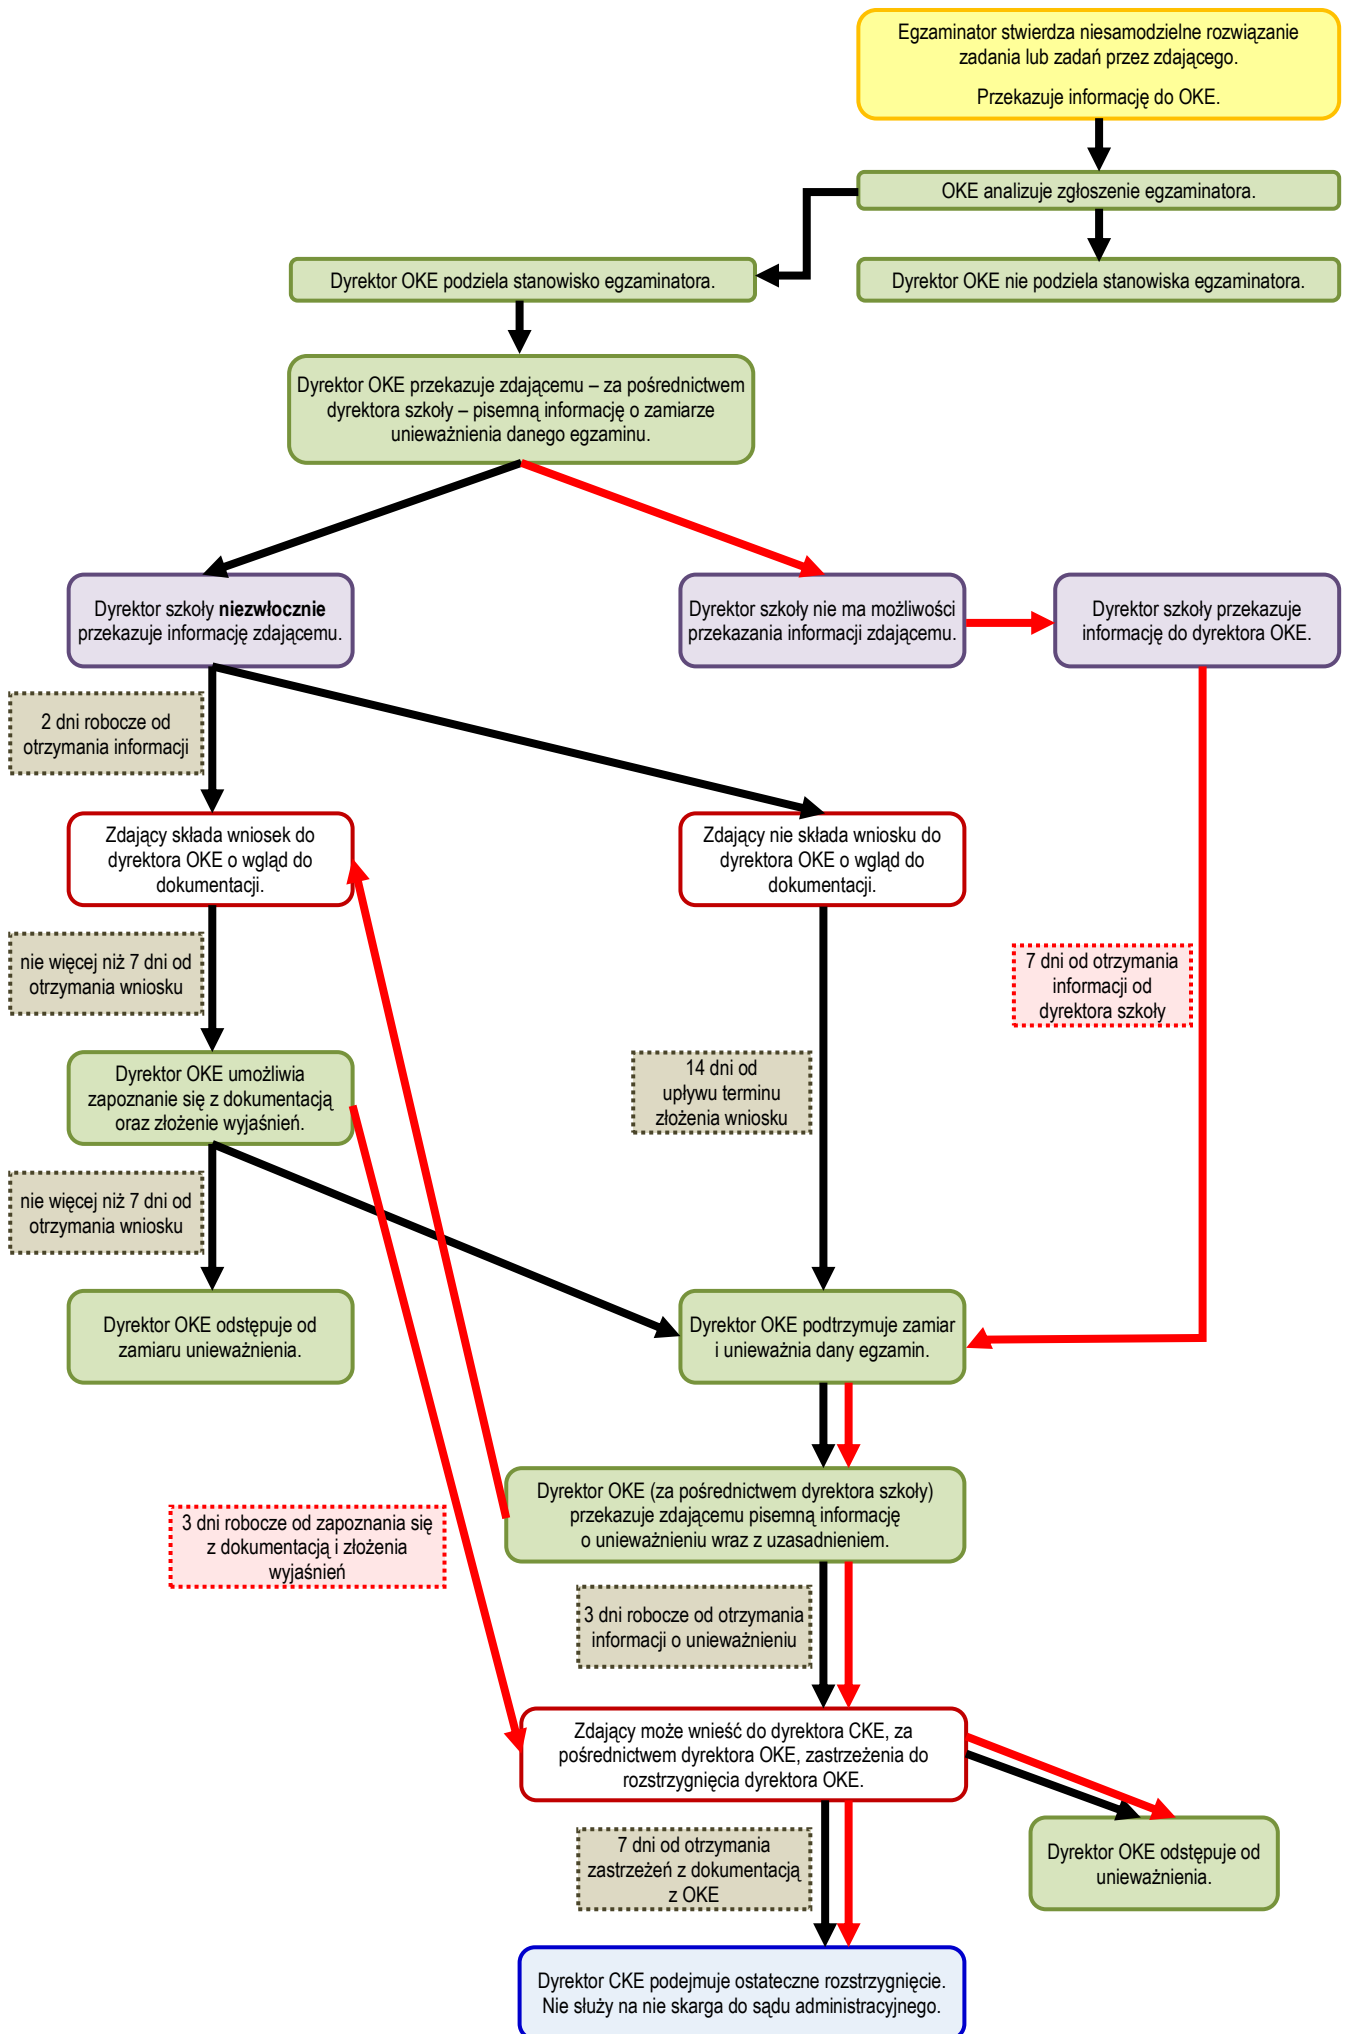 Egzaminator stwierdza niesamodzielne rozwiązanie
zadania lub zadań przez zdającego.
Przekazuje informację do OKE.
OKE analizuje zgłoszenie egzaminatora.
Dyrektor OKE podziela stanowisko egzaminatora.
Dyrektor OKE nie podziela stanowiska egzaminatora.
Dyrektor OKE przekazuje zdającemu – za pośrednictwem
dyrektora szkoły – pisemną informację o zamiarze
unieważnienia danego egzaminu.
Dyrektor szkoły niezwłocznie
przekazuje informację zdającemu.
Dyrektor szkoły nie ma możliwości
przekazania informacji zdającemu.
Dyrektor szkoły przekazuje
informację do dyrektora OKE.
2 dni robocze od
otrzymania informacji
Zdający składa wniosek do
dyrektora OKE o wgląd do
dokumentacji.
Zdający nie składa wniosku do
dyrektora OKE o wgląd do
dokumentacji.
nie więcej niż 7 dni od
otrzymania wniosku
7 dni od otrzymania
informacji od
dyrektora szkoły
Dyrektor OKE umożliwia
zapoznanie się z dokumentacją
oraz złożenie wyjaśnień.
14 dni od
upływu terminu
złożenia wniosku
nie więcej niż 7 dni od
otrzymania wniosku
Dyrektor OKE odstępuje od
zamiaru unieważnienia.
Dyrektor OKE podtrzymuje zamiar
i unieważnia dany egzamin.
Dyrektor OKE (za pośrednictwem dyrektora szkoły)
przekazuje zdającemu pisemną informację
o unieważnieniu wraz z uzasadnieniem.
3 dni robocze od zapoznania się
z dokumentacją i złożenia
wyjaśnień
3 dni robocze od otrzymania
informacji o unieważnieniu
Zdający może wnieść do dyrektora CKE, za
pośrednictwem dyrektora OKE, zastrzeżenia do
rozstrzygnięcia dyrektora OKE.
7 dni od otrzymania
zastrzeżeń z dokumentacją
z OKE
Dyrektor OKE odstępuje od
unieważnienia.
Dyrektor CKE podejmuje ostateczne rozstrzygnięcie.
Nie służy na nie skarga do sądu administracyjnego.